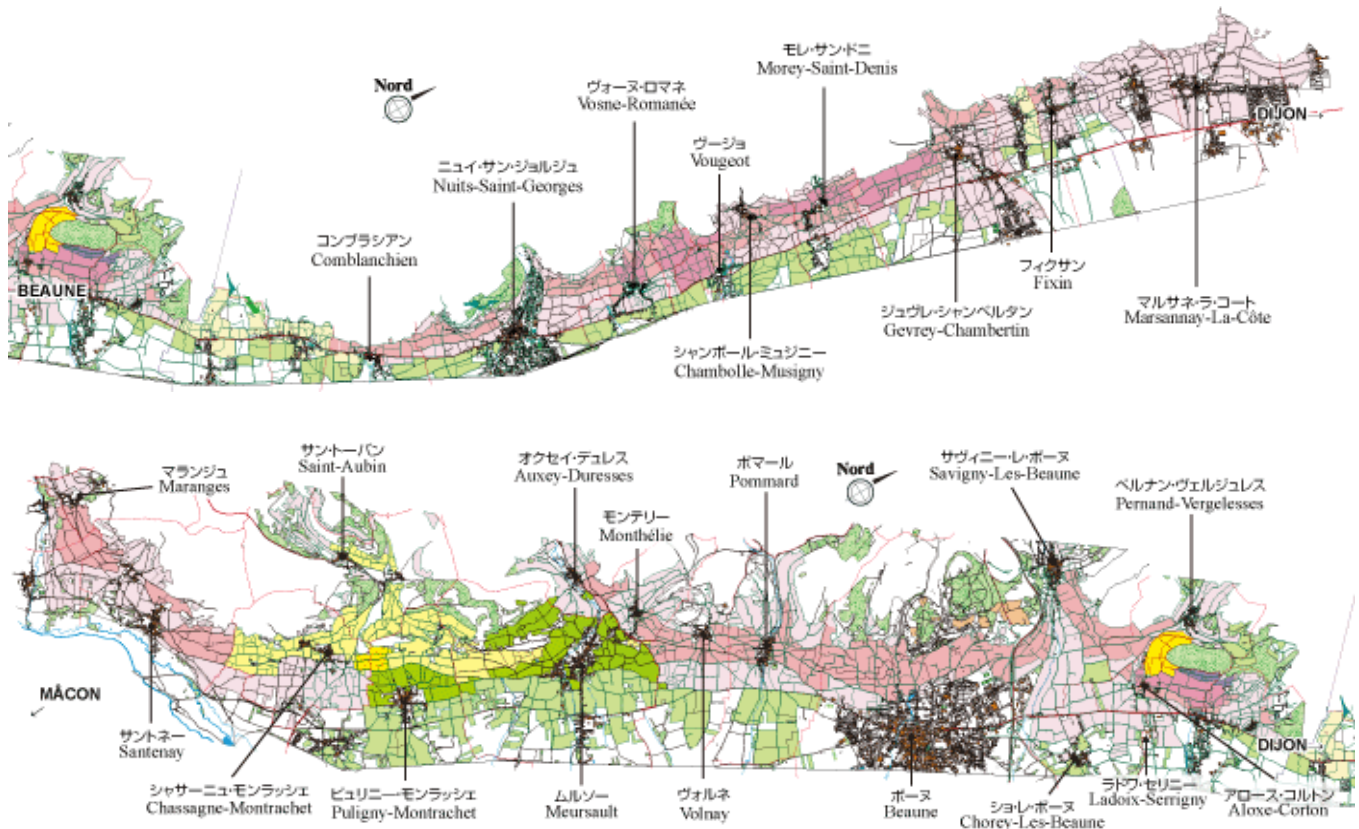 モレ・サン・ドニ
Morey-Saint-Denis
Nord
ヴォーヌ・ロマネ
Vosne-Romanée
DIJON→
ヴージョ
Vougeot
ニュイ・サン・ジョルジュ
Nuits-Saint-Georges
コンブラシアン
Comblanchien
フィクサン
Fixin
BEAUNE
マルサネ・ラ・コート
Marsannay-La-Côte
ジュヴレ・シャンベルタン
Gevrey-Chambertin
シャンボール・ミュジニー
Chambolle-Musigny
サン・トーバン
Saint-Aubin
オクセイ・デュレス
Auxey-Duresses
ポマール
Pommard
サヴィニー・レ・ボーヌ
Savigny-Les-Beaune
マランジュ
Maranges
Nord
ペルナン・ヴェルジュレス
Pernand-Vergelesses
モンテリー
Monthélie
MÂCON
←
サントネー
Santenay
DIJON→
シャサーニュ・モンラッシェ
Chassagne-Montrachet
ピュリニー・モンラッシェ
Puligny-Montrachet
ムルソー
Meursault
ヴォルネ
Volnay
ボーヌ
Beaune
ショ・レ・ボーヌ
Chorey-Les-Beaune
ラドワ・セリニー
Ladoix-Serrigny
アロース・コルトン
Aloxe-Corton